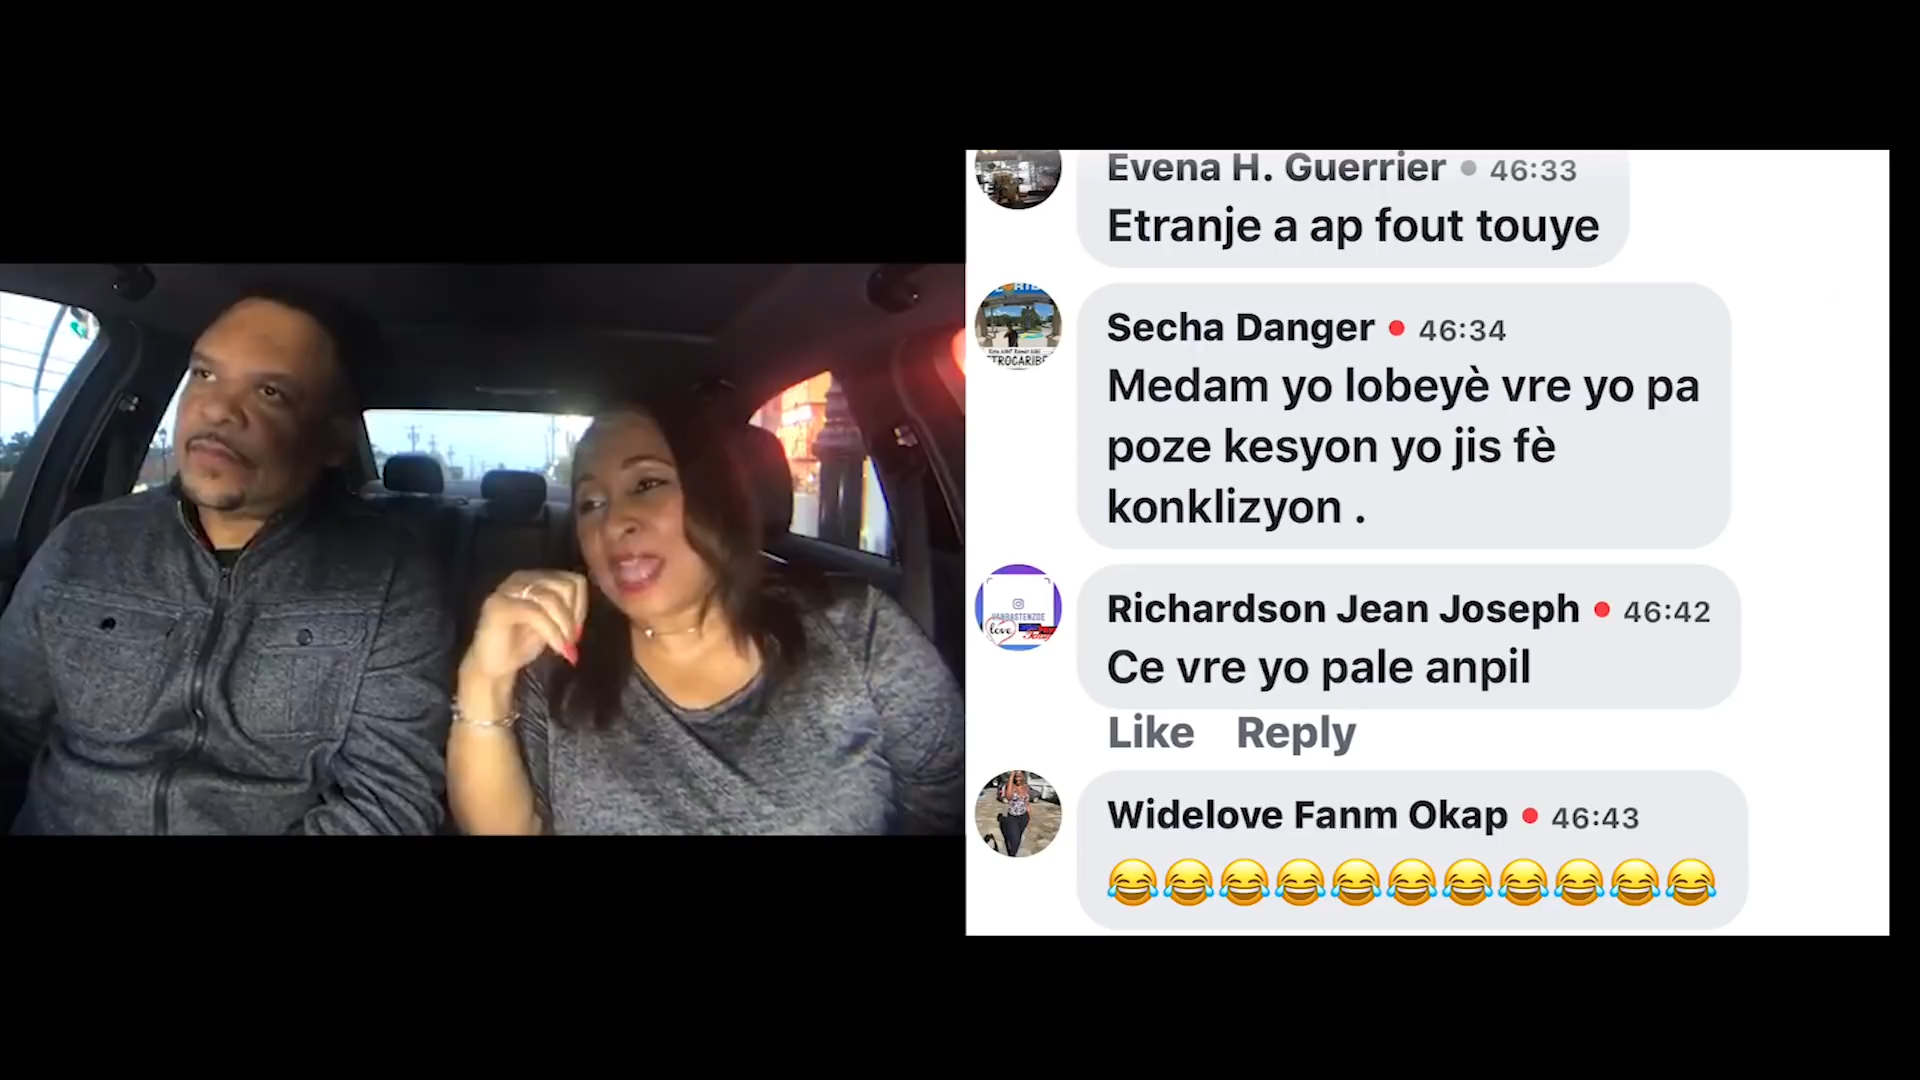 Evena H. Guerrier • 46:33
Etranje a ap fout touye
Secha Danger • 46:34
Medam yo lobeyè vre yo pa
poze kesyon yo jis fè
konklizyon .
Richardson Jean Joseph • 46:42
Ce vre yo pale anpil
Like Reply
Widelove Fanm Okap • 46:43
😂😂😂😂😂😂😂😂😂😂😂